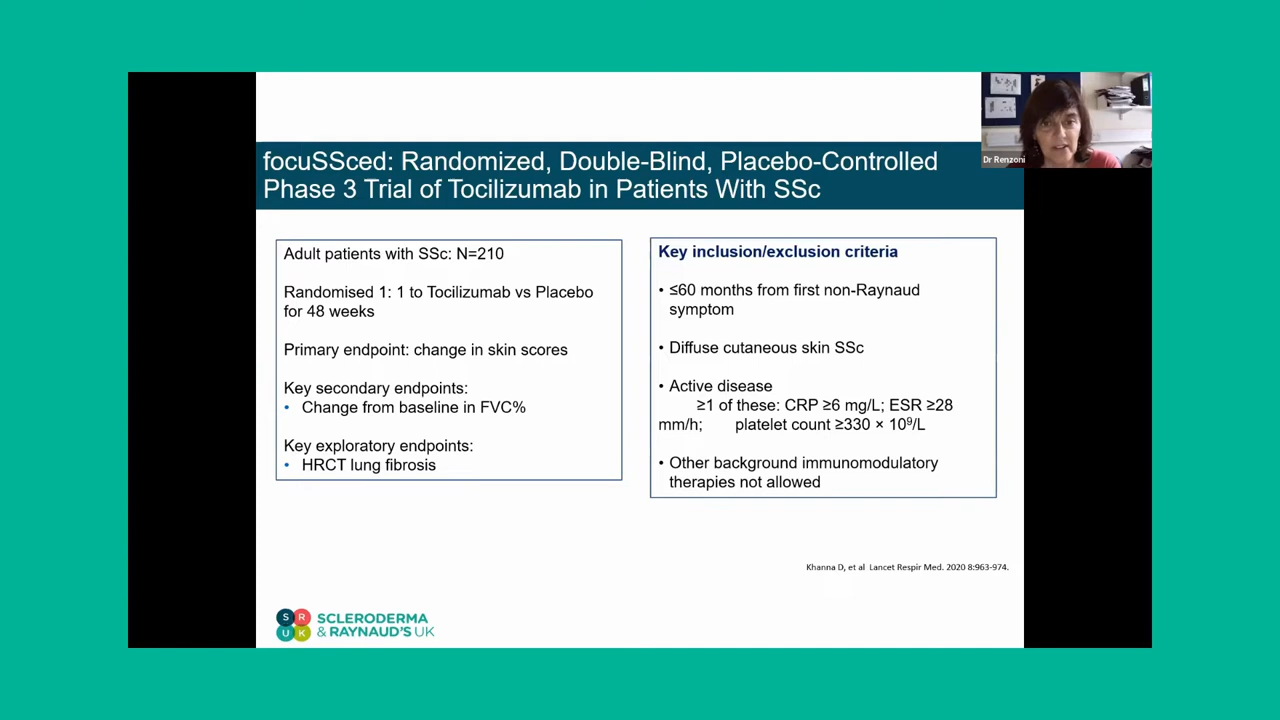 Dr Renzoni
focuSSced: Randomized, Double-Blind, Placebo-Controlled
Phase 3 Trial of Tocilizumab in Patients With SSc
Adult patients with SSc: N=210
Randomised 1: 1 to Tocilizumab vs Placebo
for 48 weeks
Primary endpoint: change in skin scores
Key secondary endpoints:
• Change from baseline in FVC%
Key exploratory endpoints:
• HRCT lung fibrosis
Key inclusion/exclusion criteria
• ≤60 months from first non-Raynaud
symptom
• Diffuse cutaneous skin SSc
• Active disease
≥1 of these: CRP ≥6 mg/L; ESR ≥28
mm/h; platelet count ≥330 × 10⁹/L
• Other background immunomodulatory
therapies not allowed
Khanna D, et al Lancet Respir Med. 2020 8:963-974.
S R
U K
SCLERODERMA
& RAYNAUD'S UK